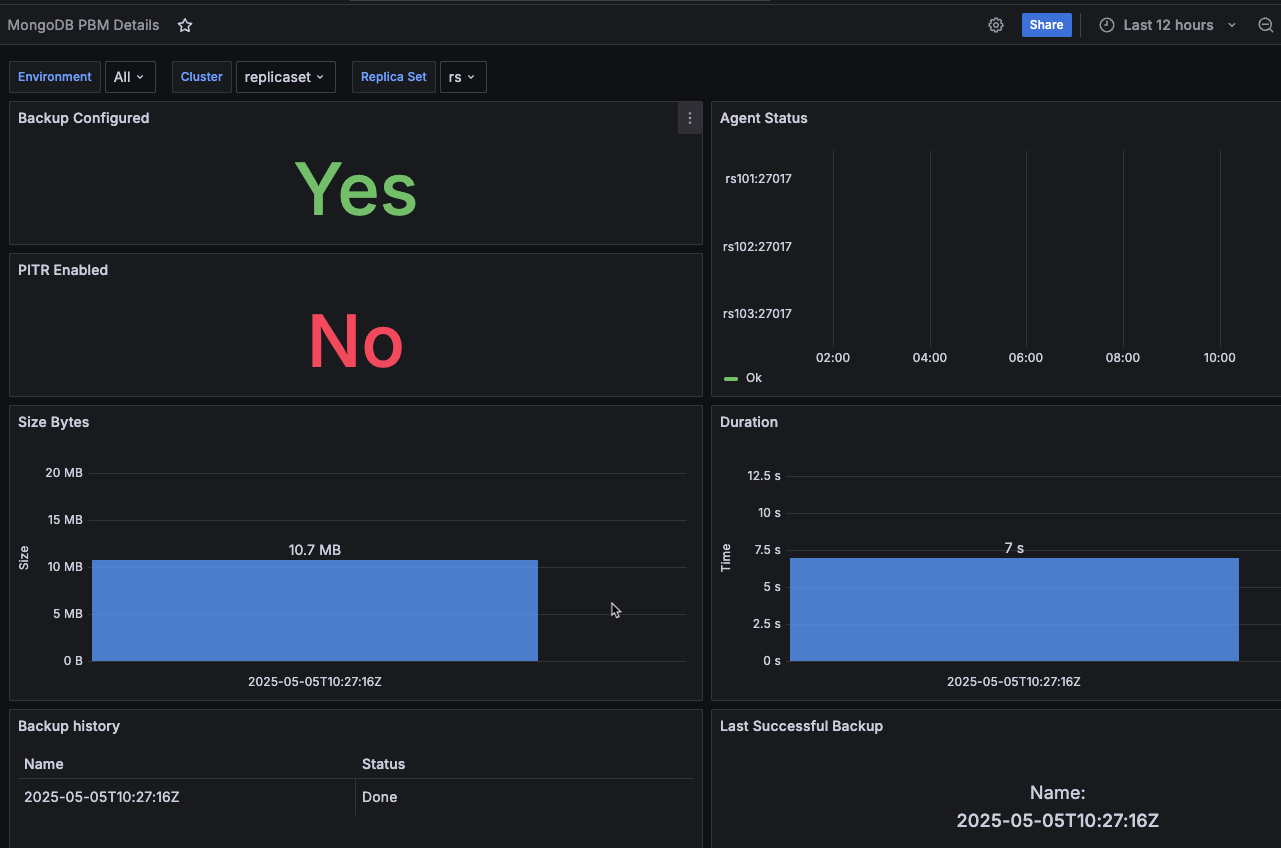 MongoDB PBM Details
Share
Last 12 hours
Environment
All
Cluster
replicaset
Replica Set
rs
Backup Configured
Yes
PITR Enabled
No
Agent Status
rs101:27017
rs102:27017
rs103:27017
02:00 04:00 06:00 08:00 10:00
Ok
Size Bytes
20 MB
15 MB
10 MB
5 MB
0 B
Size
10.7 MB
2025-05-05T10:27:16Z
Duration
12.5 s
10 s
7.5 s
5 s
2.5 s
0 s
Time
7 s
2025-05-05T10:27:16Z
Backup history
Name Status
2025-05-05T10:27:16Z Done
Last Successful Backup
Name:
2025-05-05T10:27:16Z